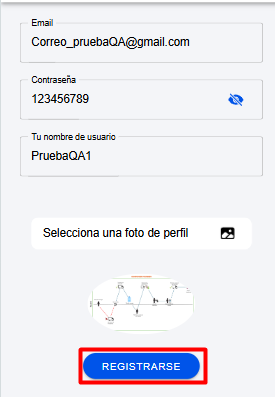 Email
Correo_pruebaQA@gmail.com
Contraseña
123456789
Tu nombre de usuario
PruebaQA1
Selecciona una foto de perfil
REGISTRARSE